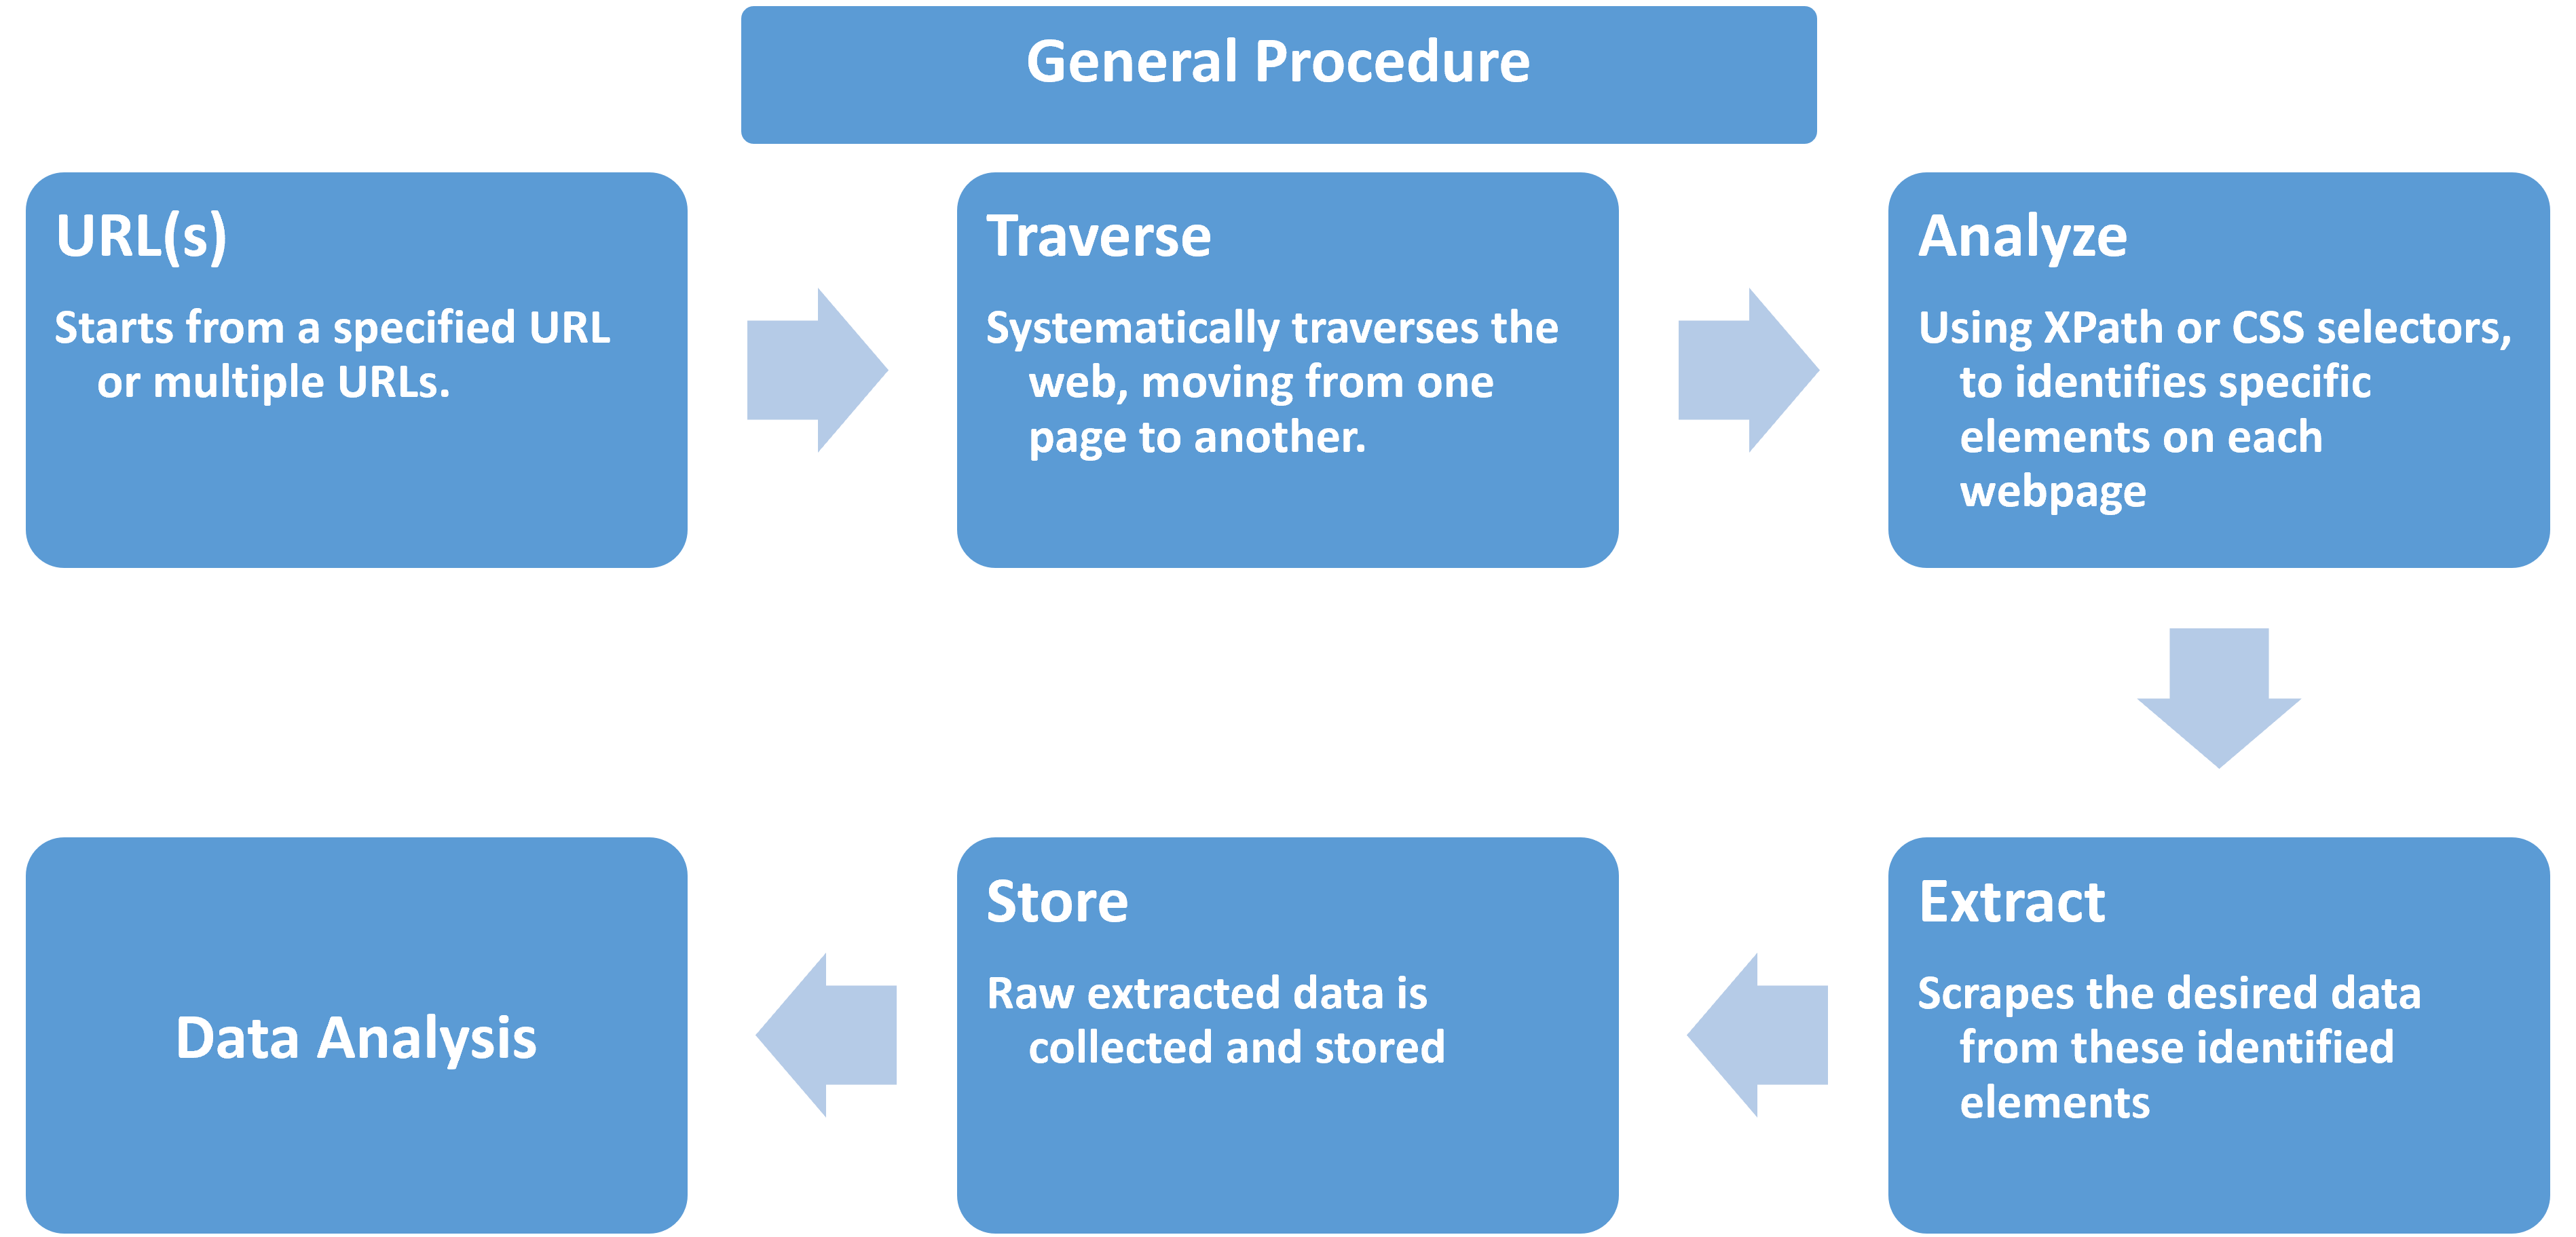 General Procedure
URL(s)
Starts from a specified URL
or multiple URLs.
Traverse
Systematically traverses the
web, moving from one
page to another.
Analyze
Using XPath or CSS selectors,
to identifies specific
elements on each
webpage
Extract
Scrapes the desired data
from these identified
elements
Store
Raw extracted data is
collected and stored
Data Analysis